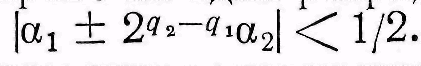 |α₁ ± 2^{q₂−q₁}α₂| < 1/2.